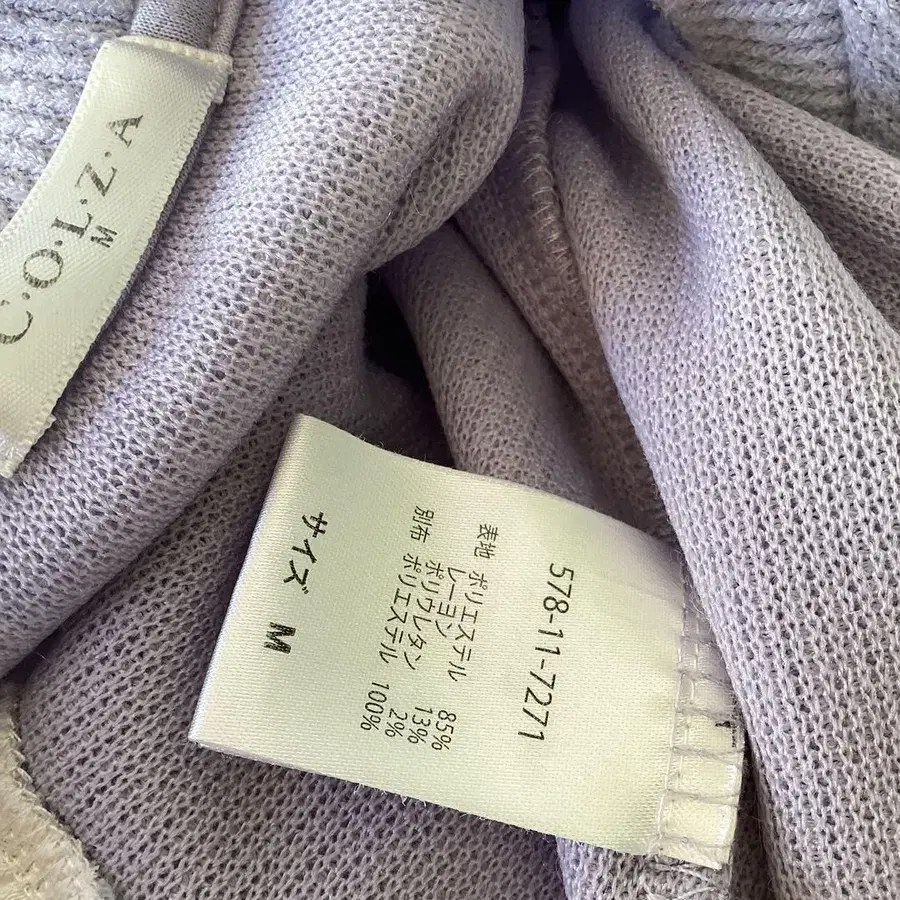 C·O·L·Z·A
M
578-11-7271
表地 ポリエステル 85%
レーヨン 13%
ポリウレタン 2%
別布 ポリエステル 100%
サイズ M